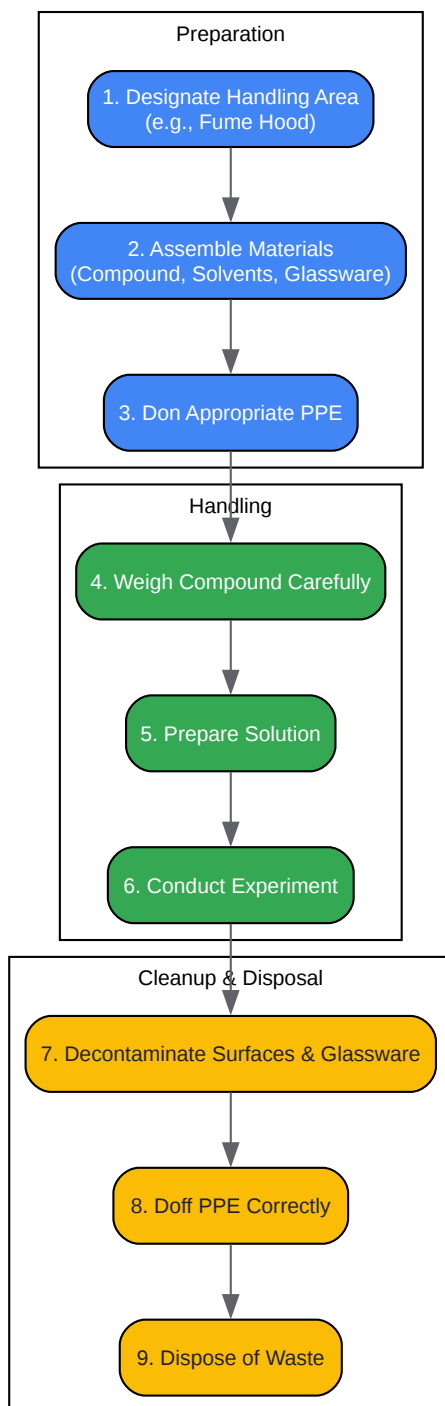 Preparation
1. Designate Handling Area
(e.g., Fume Hood)
2. Assemble Materials
(Compound, Solvents, Glassware)
3. Don Appropriate PPE
Handling
4. Weigh Compound Carefully
5. Prepare Solution
6. Conduct Experiment
Cleanup & Disposal
7. Decontaminate Surfaces & Glassware
8. Doff PPE Correctly
9. Dispose of Waste